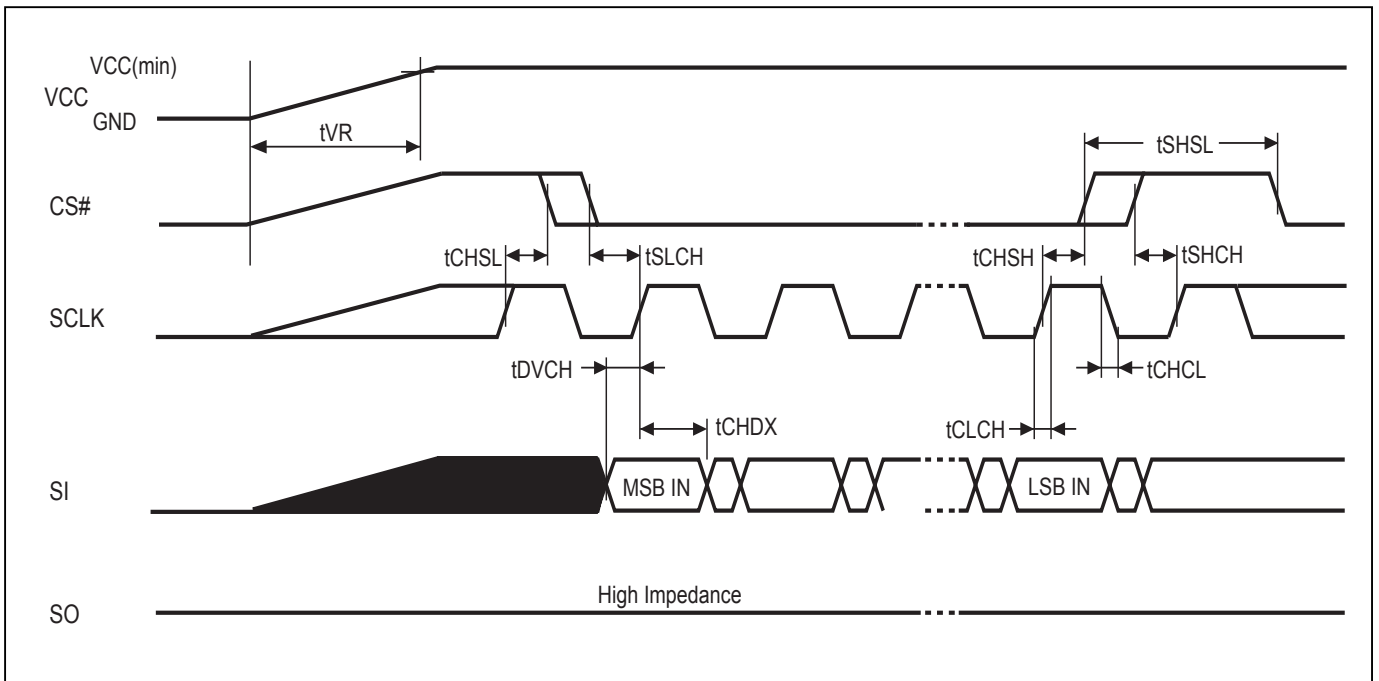 VCC(min)
VCC
GND
tVR
tSHSL
CS#
tCHSL
tSLCH
tCHSH
tSHCH
SCLK
tDVCH
tCHCL
tCHDX
tCLCH
SI
MSB IN
LSB IN
High Impedance
SO